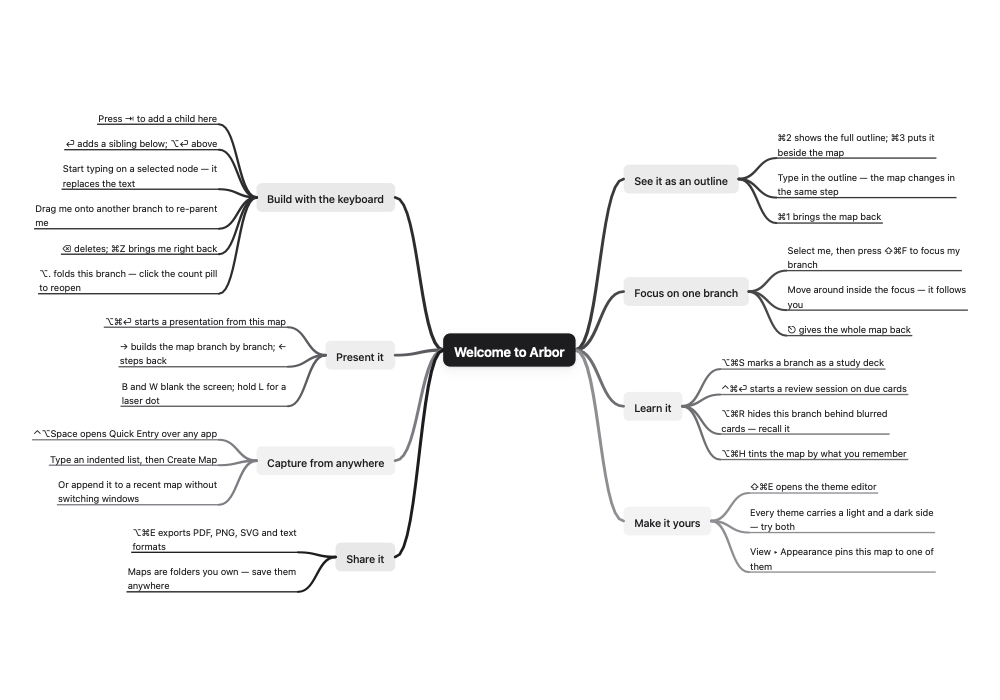 Welcome to Arbor
Build with the keyboard
Press ⇥ to add a child here
⏎ adds a sibling below; ⌥⏎ above
Start typing on a selected node — it
replaces the text
Drag me onto another branch to re-parent
me
⌫ deletes; ⌘Z brings me right back
⌥. folds this branch — click the count pill
to reopen
Present it
⌥⌘⏎ starts a presentation from this map
→ builds the map branch by branch; ←
steps back
B and W blank the screen; hold L for a
laser dot
Capture from anywhere
^⌥Space opens Quick Entry over any app
Type an indented list, then Create Map
Or append it to a recent map without
switching windows
Share it
⌥⌘E exports PDF, PNG, SVG and text
formats
Maps are folders you own — save them
anywhere
See it as an outline
⌘2 shows the full outline; ⌘3 puts it
beside the map
Type in the outline — the map changes in
the same step
⌘1 brings the map back
Focus on one branch
Select me, then press ⇧⌘F to focus my
branch
Move around inside the focus — it follows
you
⎋ gives the whole map back
Learn it
⌥⌘S marks a branch as a study deck
^⌘⏎ starts a review session on due cards
⌥⌘R hides this branch behind blurred
cards — recall it
⌥⌘H tints the map by what you remember
Make it yours
⇧⌘E opens the theme editor
Every theme carries a light and a dark side
— try both
View ▸ Appearance pins this map to one of
them